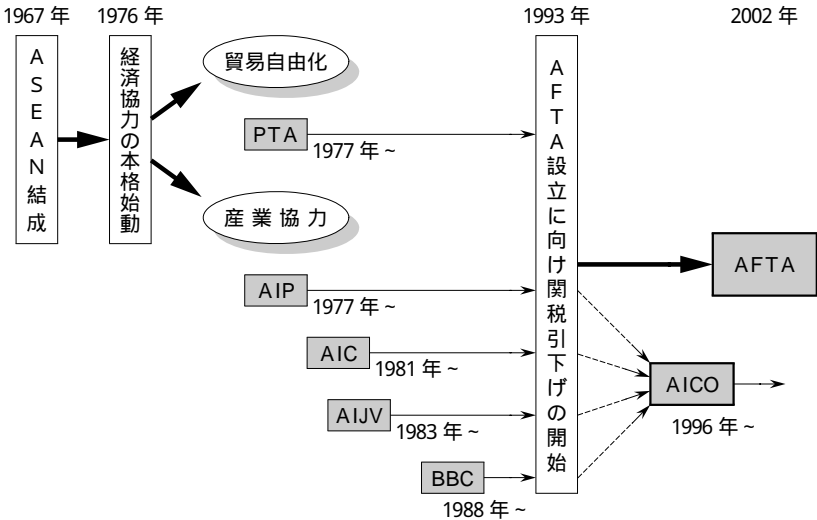 1967 年
1976 年
1993 年
2002 年
ASEAN結成
経済協力の本格始動
貿易自由化
PTA
1977 年 ~
産 業 協 力
AIP
1977 年 ~
AIC
1981 年 ~
AIJV
1983 年 ~
BBC
1988 年 ~
AFTA設立に向け関税引下げの開始
AFTA
AICO
1996 年 ~